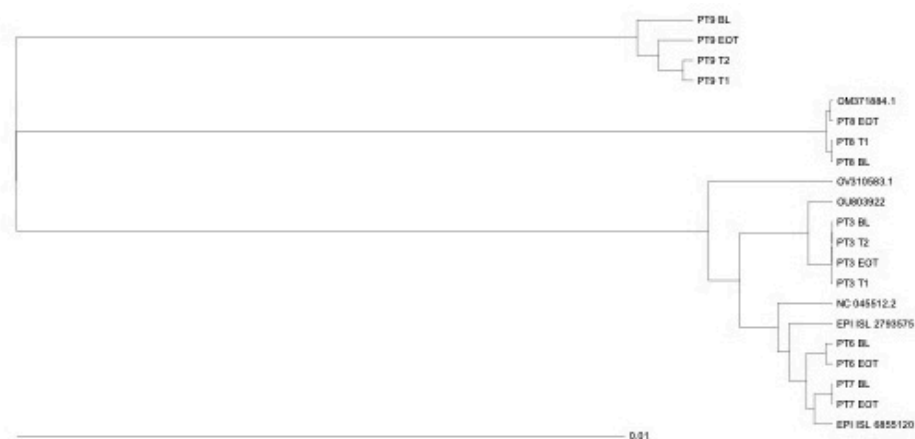 PT9 BL
PT9 EOT
PT9 T2
PT9 T1
OM371884.1
PT8 EOT
PT8 T1
PT8 BL
OV310583.1
OU803922
PT3 BL
PT3 T2
PT3 EOT
PT3 T1
NC 045512.2
EPI ISL 2793575
PT6 BL
PT6 EOT
PT7 BL
PT7 EOT
EPI ISL 6855120
0.01